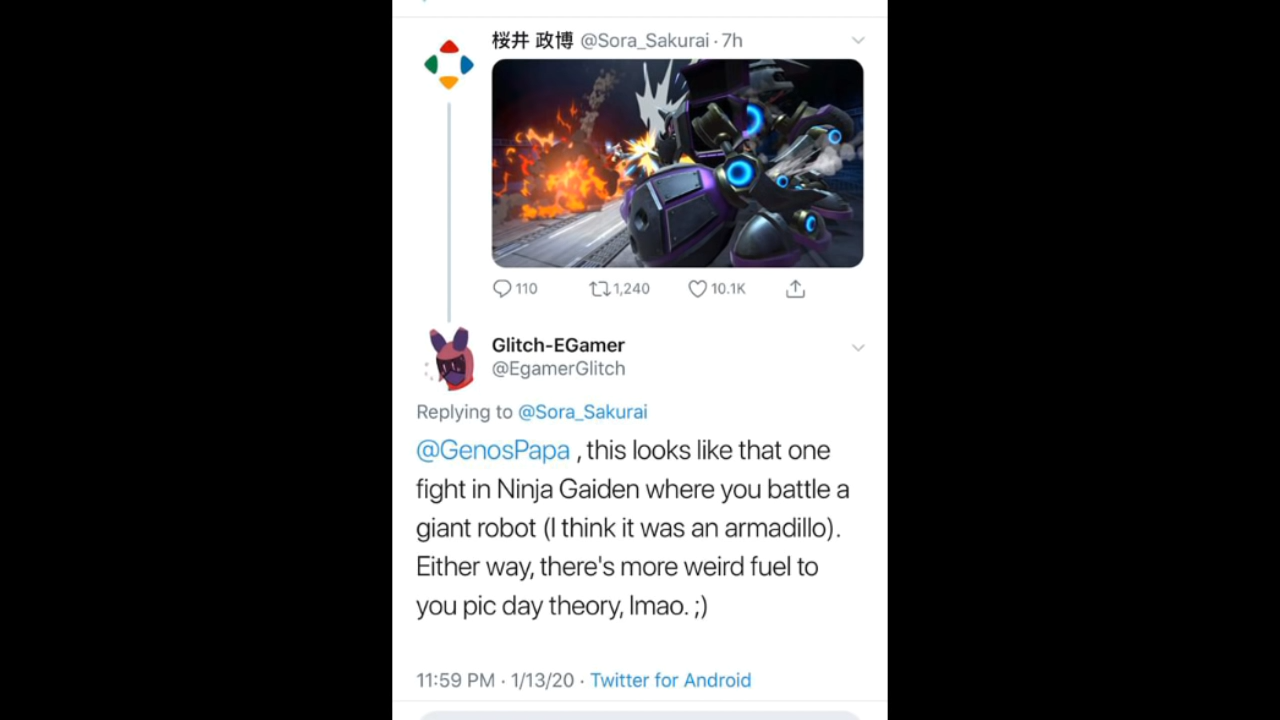 桜井 政博 @Sora_Sakurai · 7h
110 1,240 10.1K
Glitch-EGamer
@EgamerGlitch
Replying to @Sora_Sakurai
@GenosPapa , this looks like that one
fight in Ninja Gaiden where you battle a
giant robot (I think it was an armadillo).
Either way, there's more weird fuel to
you pic day theory, lmao. ;)
11:59 PM · 1/13/20 · Twitter for Android